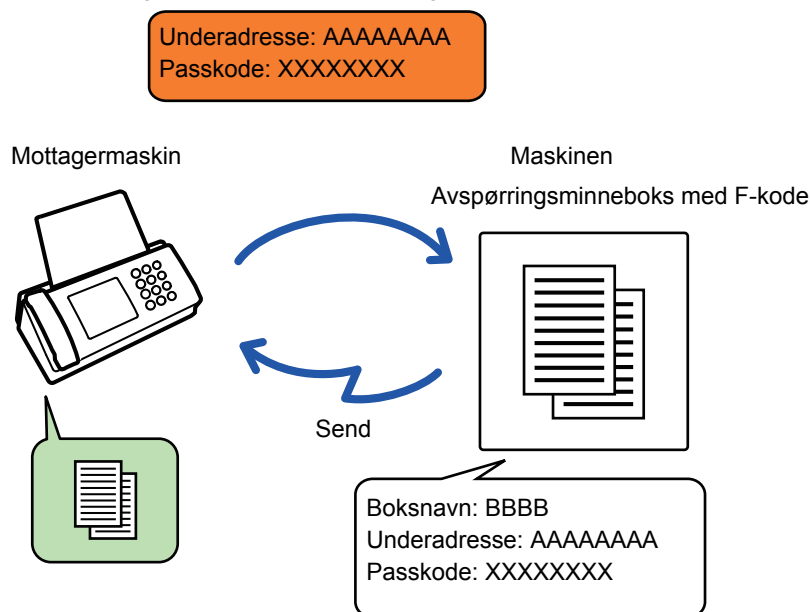 Underadresse: AAAAAAAA
Passkode: XXXXXXXX
Mottagermaskin
Maskinen
Avspørringsminneboks med F-kode
Send
Boksnavn: BBBB
Underadresse: AAAAAAAA
Passkode: XXXXXXXX